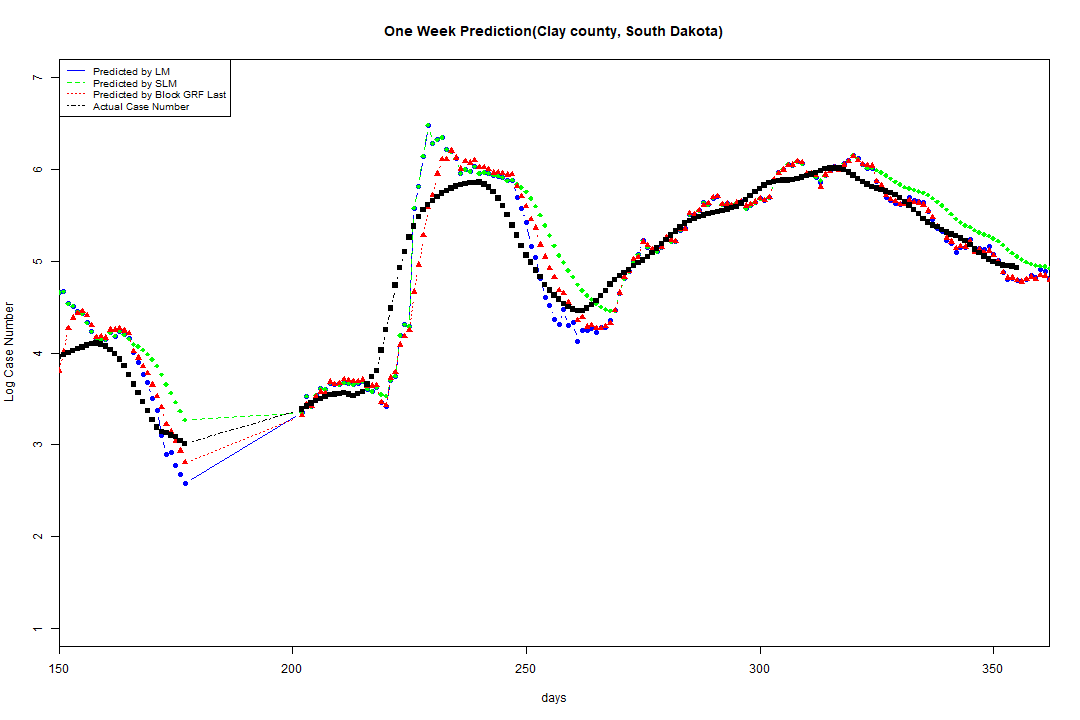 One Week Prediction(Clay county, South Dakota)
Predicted by LM
Predicted by SLM
Predicted by Block GRF Last
Actual Case Number
7
6
5
4
3
2
1
Log Case Number
150 200 250 300 350
days